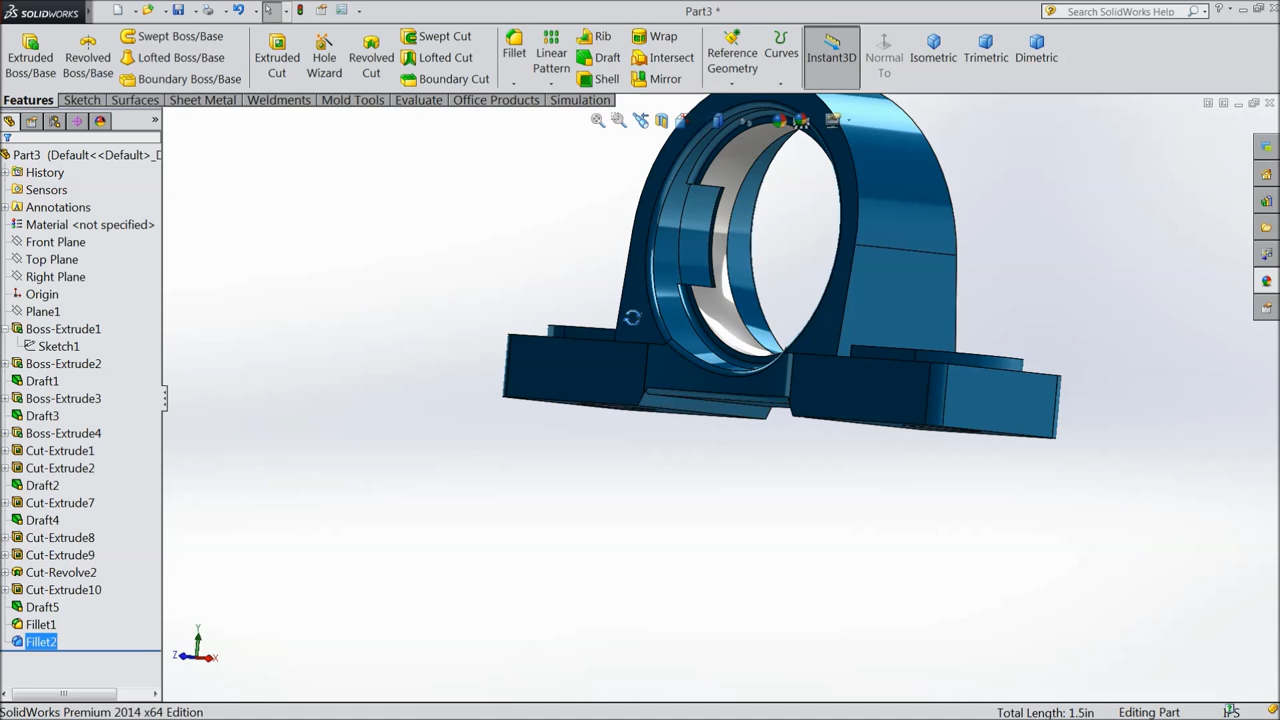 SOLIDWORKS
Part3 *
Search SolidWorks Help
Extruded Boss/Base
Revolved Boss/Base
Swept Boss/Base
Lofted Boss/Base
Boundary Boss/Base
Extruded Cut
Hole Wizard
Revolved Cut
Swept Cut
Lofted Cut
Boundary Cut
Fillet
Linear Pattern
Rib
Draft
Shell
Wrap
Intersect
Mirror
Reference Geometry
Curves
Instant3D
Normal To
Isometric
Trimetric
Dimetric
Features Sketch Surfaces Sheet Metal Weldments Mold Tools Evaluate Office Products Simulation
Part3 (Default<<Default>_D
History
Sensors
Annotations
Material <not specified>
Front Plane
Top Plane
Right Plane
Origin
Plane1
Boss-Extrude1
Sketch1
Boss-Extrude2
Draft1
Boss-Extrude3
Draft3
Boss-Extrude4
Cut-Extrude1
Cut-Extrude2
Draft2
Cut-Extrude7
Draft4
Cut-Extrude8
Cut-Extrude9
Cut-Revolve2
Cut-Extrude10
Draft5
Fillet1
Fillet2
Y
Z
X
SolidWorks Premium 2014 x64 Edition
Total Length: 1.5in
Editing Part
IPS